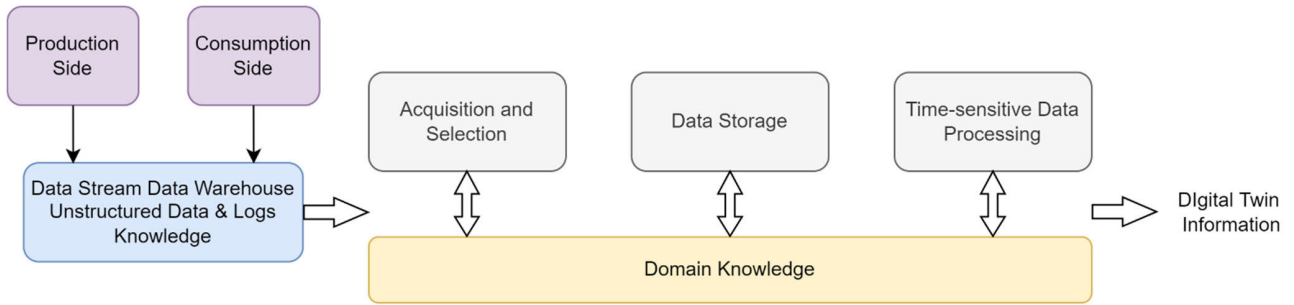 Production
Side
Consumption
Side
Data Stream Data Warehouse
Unstructured Data & Logs
Knowledge
Acquisition and
Selection
Data Storage
Time-sensitive Data
Processing
Domain Knowledge
DIgital Twin
Information